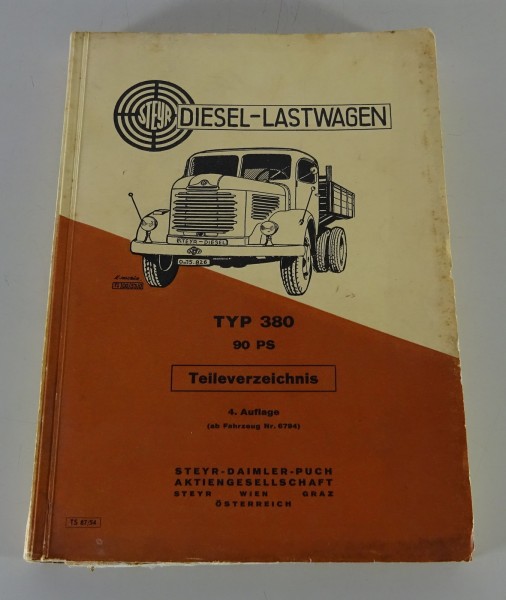 STEYR
DIESEL-LASTWAGEN
STEYR-DIESEL
TYP 380
90 PS
Teileverzeichnis
4. Auflage
(ab Fahrzeug Nr. 6794)
STEYR-DAIMLER-PUCH
AKTIENGESELLSCHAFT
STEYR WIEN GRAZ
ÖSTERREICH